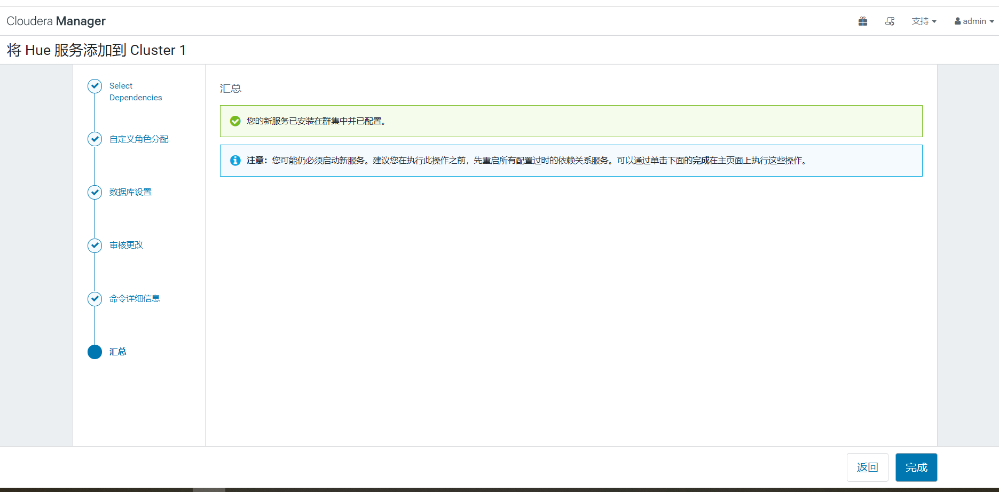 Cloudera Manager
支持
admin
将 Hue 服务添加到 Cluster 1
Select
Dependencies
自定义角色分配
数据库设置
审核更改
命令详细信息
汇总
汇总
您的新服务已安装在群集中并已配置。
注意：您可能仍必须启动新服务。建议您在执行此操作之前，先重启所有配置过时的依赖关系服务。可以通过单击下面的完成在主页面上执行这些操作。
返回
完成